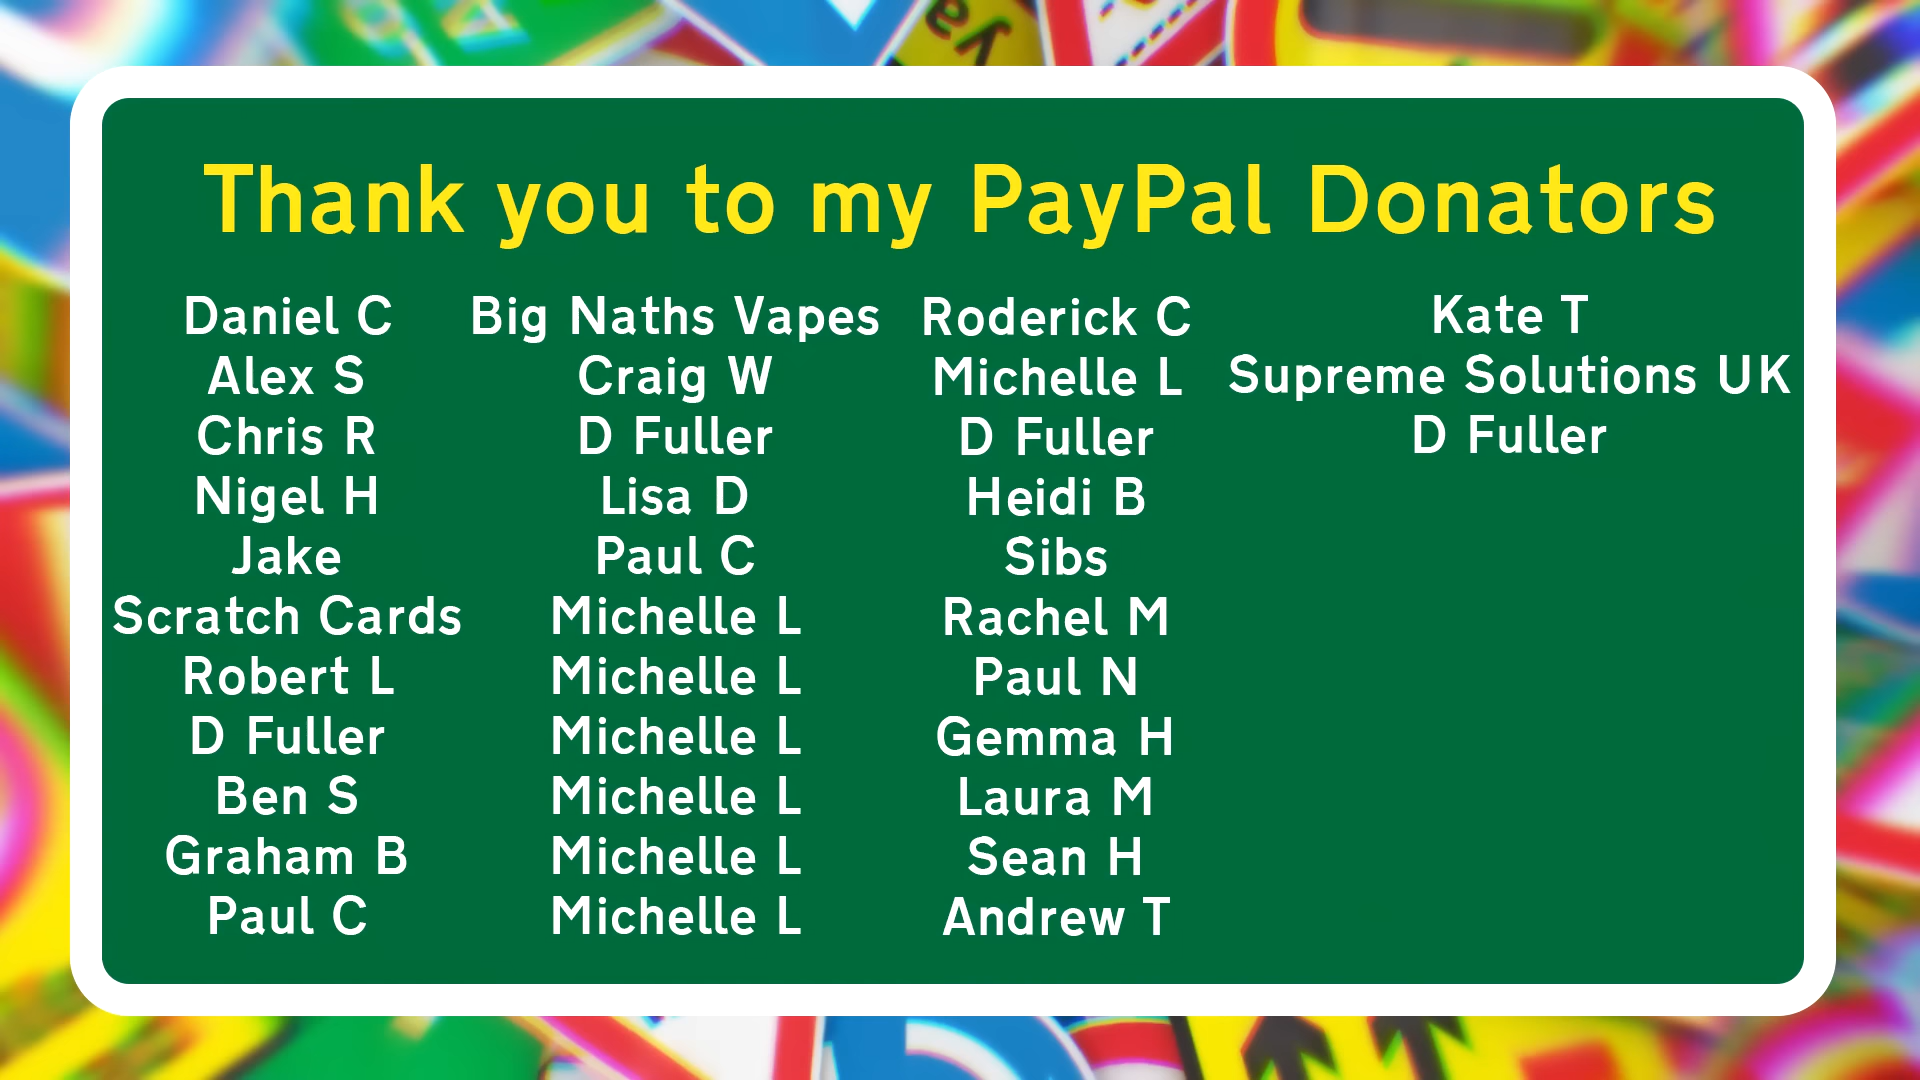 Thank you to my PayPal Donators
Daniel C
Alex S
Chris R
Nigel H
Jake
Scratch Cards
Robert L
D Fuller
Ben S
Graham B
Paul C
Big Naths Vapes
Craig W
D Fuller
Lisa D
Paul C
Michelle L
Michelle L
Michelle L
Michelle L
Michelle L
Michelle L
Roderick C
Michelle L
D Fuller
Heidi B
Sibs
Rachel M
Paul N
Gemma H
Laura M
Sean H
Andrew T
Kate T
Supreme Solutions UK
D Fuller